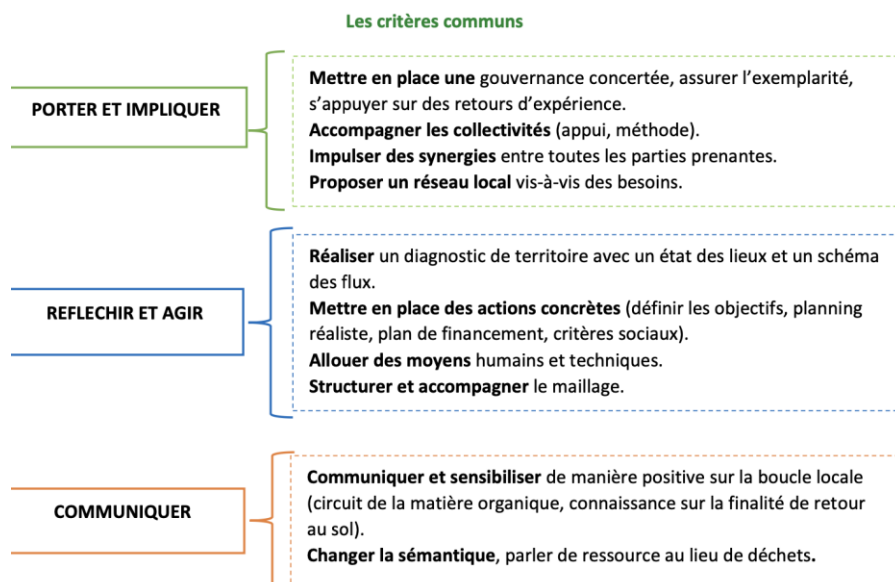 Les critères communs
PORTER ET IMPLIQUER
Mettre en place une gouvernance concertée, assurer l'exemplarité,
s'appuyer sur des retours d'expérience.
Accompagner les collectivités (appui, méthode).
Impulser des synergies entre toutes les parties prenantes.
Proposer un réseau local vis-à-vis des besoins.
REFLECHIR ET AGIR
Réaliser un diagnostic de territoire avec un état des lieux et un schéma
des flux.
Mettre en place des actions concrètes (définir les objectifs, planning
réaliste, plan de financement, critères sociaux).
Allouer des moyens humains et techniques.
Structurer et accompagner le maillage.
COMMUNIQUER
Communiquer et sensibiliser de manière positive sur la boucle locale
(circuit de la matière organique, connaissance sur la finalité de retour
au sol).
Changer la sémantique, parler de ressource au lieu de déchets.